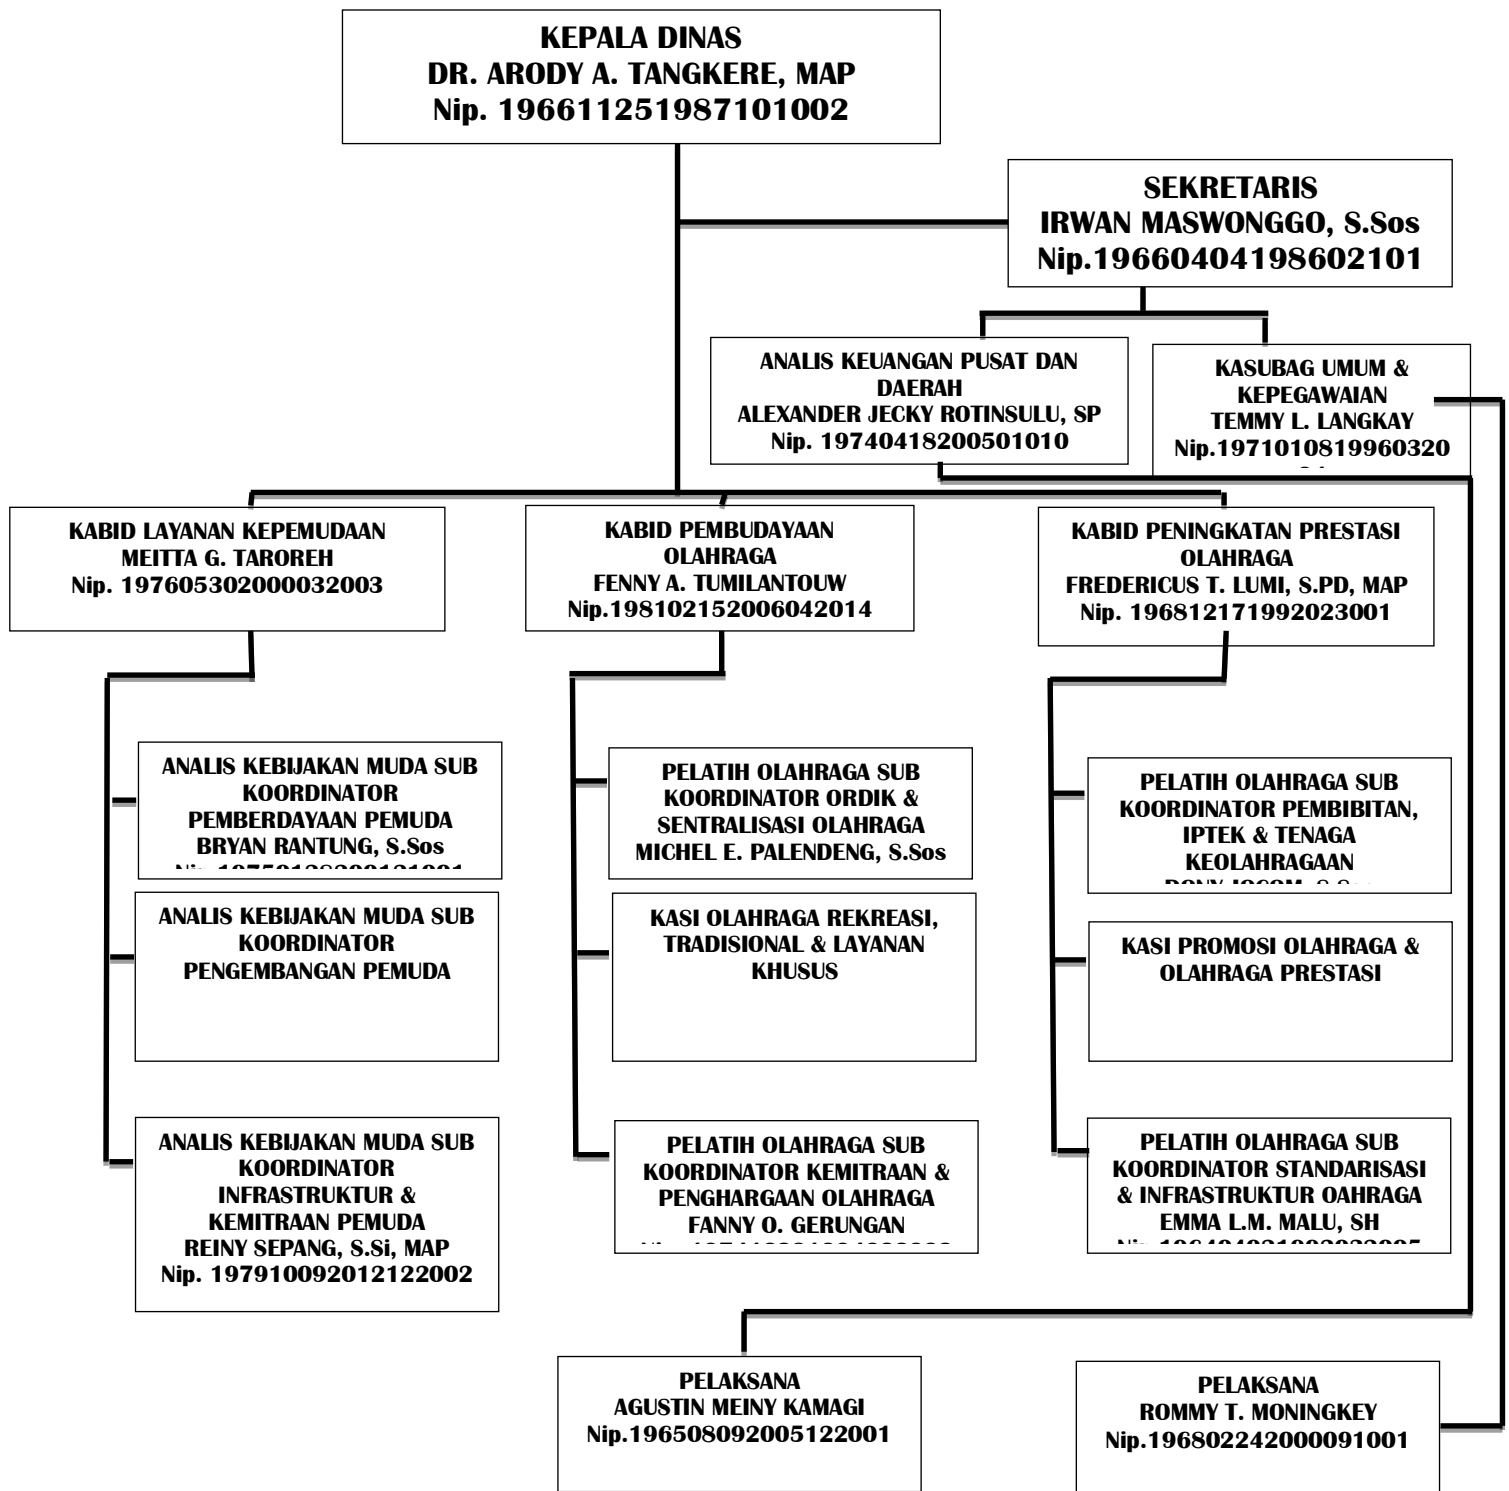 KEPALA DINAS
DR. ARODY A. TANGKERE, MAP
Nip. 196611251987101002
SEKRETARIS
IRWAN MASWONGGO, S.Sos
Nip.19660404198602101
ANALIS KEUANGAN PUSAT DAN
DAERAH
ALEXANDER JECKY ROTINSULU, SP
Nip. 19740418200501010
KASUBAG UMUM &
KEPEGAWAIAN
TEMMY L. LANGKAY
Nip.1971010819960320
KABID LAYANAN KEPEMUDAAN
MEITTA G. TAROREH
Nip. 197605302000032003
KABID PEMBUDAYAAN
OLAHRAGA
FENNY A. TUMILANTOUW
Nip.198102152006042014
KABID PENINGKATAN PRESTASI
OLAHRAGA
FREDERICUS T. LUMI, S.PD, MAP
Nip. 196812171992023001
ANALIS KEBIJAKAN MUDA SUB
KOORDINATOR
PEMBERDAYAAN PEMUDA
BRYAN RANTUNG, S.Sos
ANALIS KEBIJAKAN MUDA SUB
KOORDINATOR
PENGEMBANGAN PEMUDA
ANALIS KEBIJAKAN MUDA SUB
KOORDINATOR
INFRASTRUKTUR &
KEMITRAAN PEMUDA
REINY SEPANG, S.Si, MAP
Nip. 197910092012122002
PELATIH OLAHRAGA SUB
KOORDINATOR ORDIK &
SENTRALISASI OLAHRAGA
MICHEL E. PALENDENG, S.Sos
KASI OLAHRAGA REKREASI,
TRADISIONAL & LAYANAN
KHUSUS
PELATIH OLAHRAGA SUB
KOORDINATOR KEMITRAAN &
PENGHARGAAN OLAHRAGA
FANNY O. GERUNGAN
PELATIH OLAHRAGA SUB
KOORDINATOR PEMBIBITAN,
IPTEK & TENAGA
KEOLAHRAGAAN
KASI PROMOSI OLAHRAGA &
OLAHRAGA PRESTASI
PELATIH OLAHRAGA SUB
KOORDINATOR STANDARISASI
& INFRASTRUKTUR OAHRAGA
EMMA L.M. MALU, SH
PELAKSANA
AGUSTIN MEINY KAMAGI
Nip.196508092005122001
PELAKSANA
ROMMY T. MONINGKEY
Nip.196802242000091001